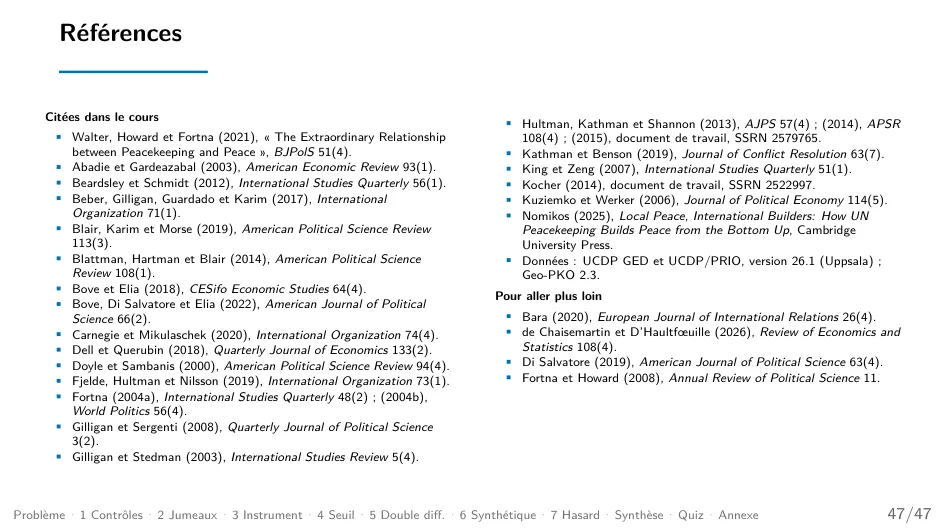 Références
Citées dans le cours
Walter, Howard et Fortna (2021), « The Extraordinary Relationship
between Peacekeeping and Peace », BJPolS 51(4).
Abadie et Gardeazabal (2003), American Economic Review 93(1).
Beardsley et Schmidt (2012), International Studies Quarterly 56(1).
Beber, Gilligan, Guardado et Karim (2017), International
Organization 71(1).
Blair, Karim et Morse (2019), American Political Science Review
113(3).
Blattman, Hartman et Blair (2014), American Political Science
Review 108(1).
Bove et Elia (2018), CESifo Economic Studies 64(4).
Bove, Di Salvatore et Elia (2022), American Journal of Political
Science 66(2).
Carnegie et Mikulaschek (2020), International Organization 74(4).
Dell et Querubin (2018), Quarterly Journal of Economics 133(2).
Doyle et Sambanis (2000), American Political Science Review 94(4).
Fjelde, Hultman et Nilsson (2019), International Organization 73(1).
Fortna (2004a), International Studies Quarterly 48(2) ; (2004b),
World Politics 56(4).
Gilligan et Sergenti (2008), Quarterly Journal of Political Science
3(2).
Gilligan et Stedman (2003), International Studies Review 5(4).
Hultman, Kathman et Shannon (2013), AJPS 57(4) ; (2014), APSR
108(4) ; (2015), document de travail, SSRN 2579765.
Kathman et Benson (2019), Journal of Conflict Resolution 63(7).
King et Zeng (2007), International Studies Quarterly 51(1).
Kocher (2014), document de travail, SSRN 2522997.
Kuziemko et Werker (2006), Journal of Political Economy 114(5).
Nomikos (2025), Local Peace, International Builders: How UN
Peacekeeping Builds Peace from the Bottom Up, Cambridge
University Press.
Données : UCDP GED et UCDP/PRIO, version 26.1 (Uppsala) ;
Geo-PKO 2.3.
Pour aller plus loin
Bara (2020), European Journal of International Relations 26(4).
de Chaisemartin et D'Haultfœuille (2026), Review of Economics and
Statistics 108(4).
Di Salvatore (2019), American Journal of Political Science 63(4).
Fortna et Howard (2008), Annual Review of Political Science 11.
Problème · 1 Contrôles · 2 Jumeaux · 3 Instrument · 4 Seuil · 5 Double diff. · 6 Synthétique · 7 Hasard · Synthèse · Quiz · Annexe
47/47